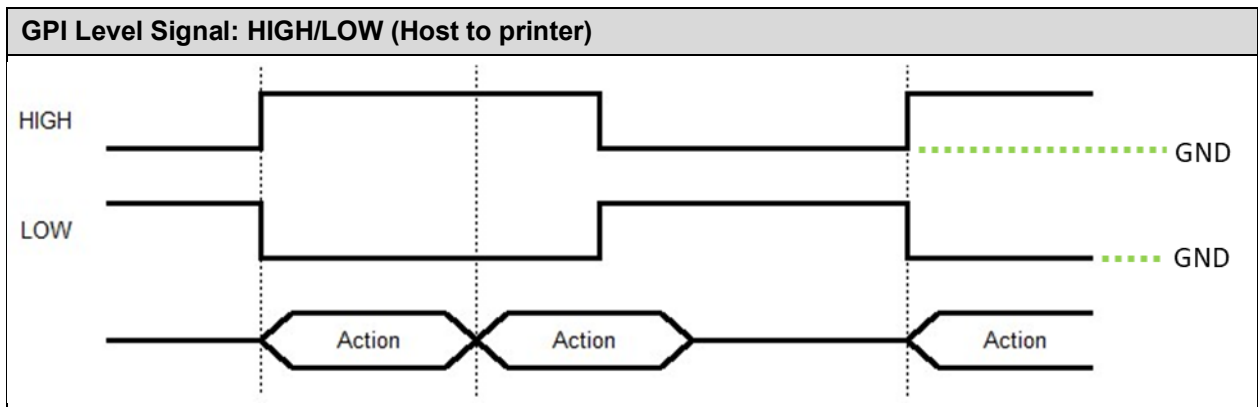 GPI Level Signal: HIGH/LOW (Host to printer)
HIGH
GND
LOW
GND
Action Action Action